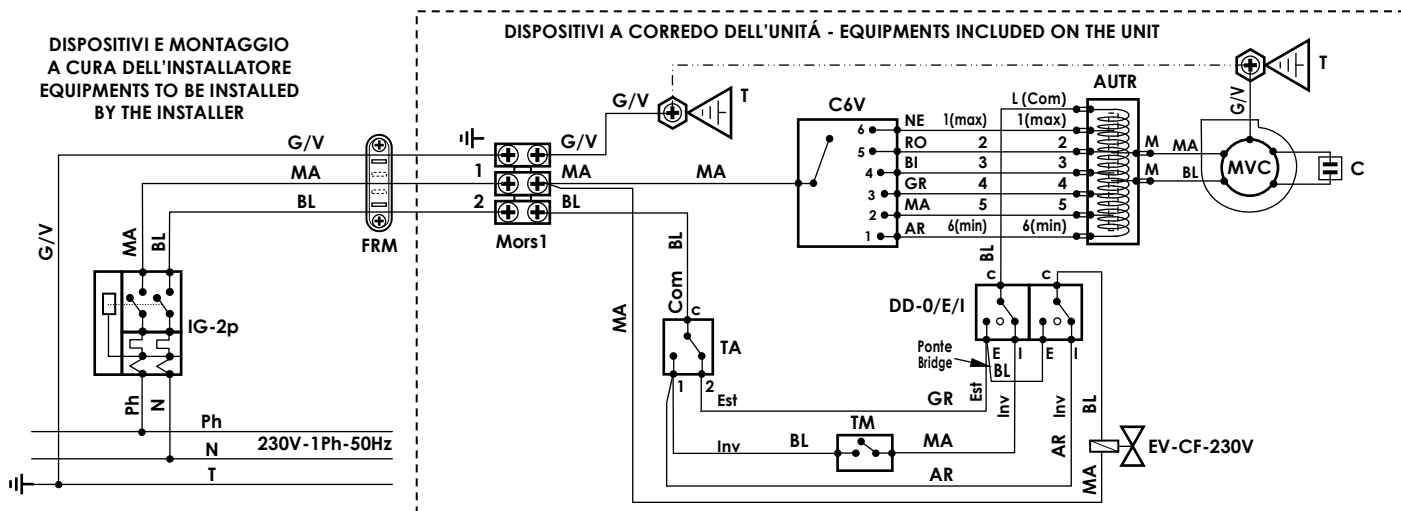 DISPOSITIVI E MONTAGGIO
A CURA DELL'INSTALLATORE
EQUIPMENTS TO BE INSTALLED
BY THE INSTALLER
DISPOSITIVI A CORREDO DELL'UNITÁ - EQUIPMENTS INCLUDED ON THE UNIT
G/V
MA
BL
G/V
MA
BL
FRM
IG-2p
Ph
N
Ph
N
230V-1Ph-50Hz
T
1
2
Mors1
G/V
G/V
T
MA
MA
BL
BL
MA
C6V
6
5
4
3
2
1
NE 1(max)
RO 2
BI 3
GR 4
MA 5
AR 6(min)
AUTR
L (Com)
1(max)
2
3
4
5
6(min)
M MA
M BL
G/V
T
MVC
C
BL
DD-0/E/I
C
C
E
I
E
I
Ponte
Bridge
BL
Com
C
TA
1
2
Est
GR
Est
Inv
Inv
Inv
BL
TM
MA
AR
AR
BL
MA
EV-CF-230V